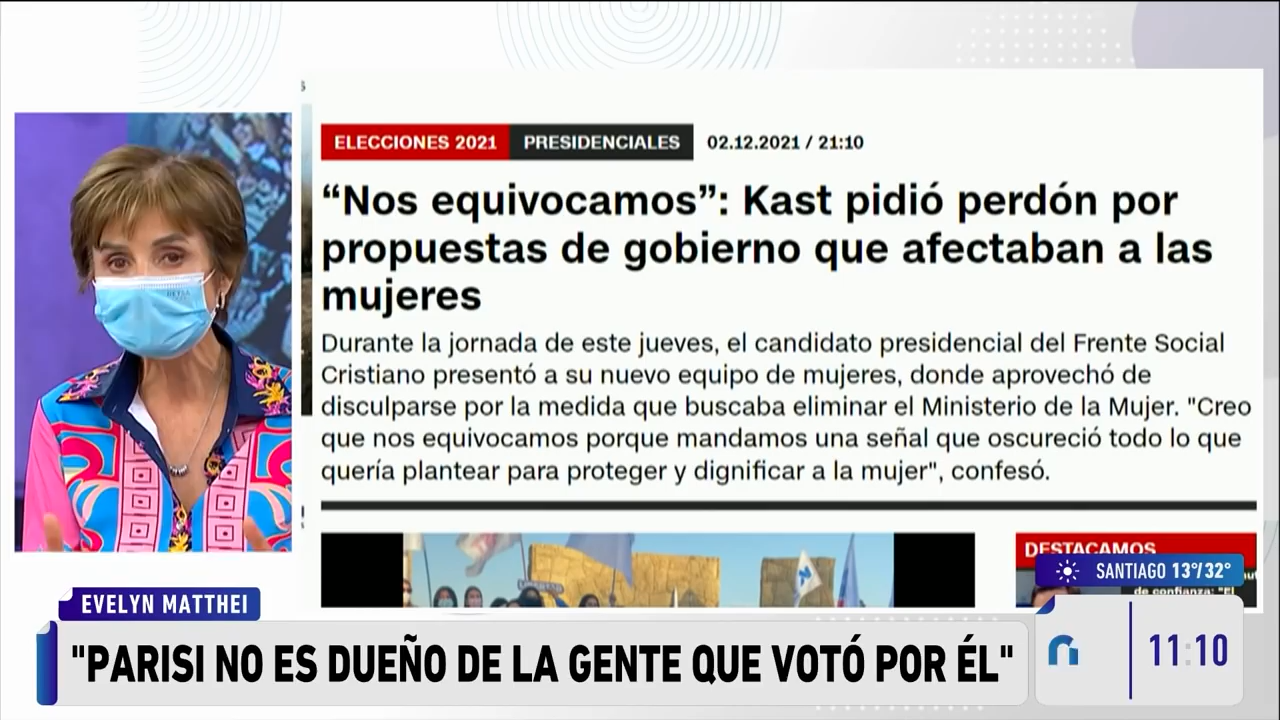 ELECCIONES 2021 PRESIDENCIALES 02.12.2021 / 21:10
“Nos equivocamos”: Kast pidió perdón por
propuestas de gobierno que afectaban a las
mujeres
Durante la jornada de este jueves, el candidato presidencial del Frente Social
Cristiano presentó a su nuevo equipo de mujeres, donde aprovechó de
disculparse por la medida que buscaba eliminar el Ministerio de la Mujer. "Creo
que nos equivocamos porque mandamos una señal que oscureció todo lo que
quería plantear para proteger y dignificar a la mujer", confesó.
DESTACAMOS
SANTIAGO 13°/32°
de confianza: "El
EVELYN MATTHEI
"PARISI NO ES DUEÑO DE LA GENTE QUE VOTÓ POR ÉL"
11:10